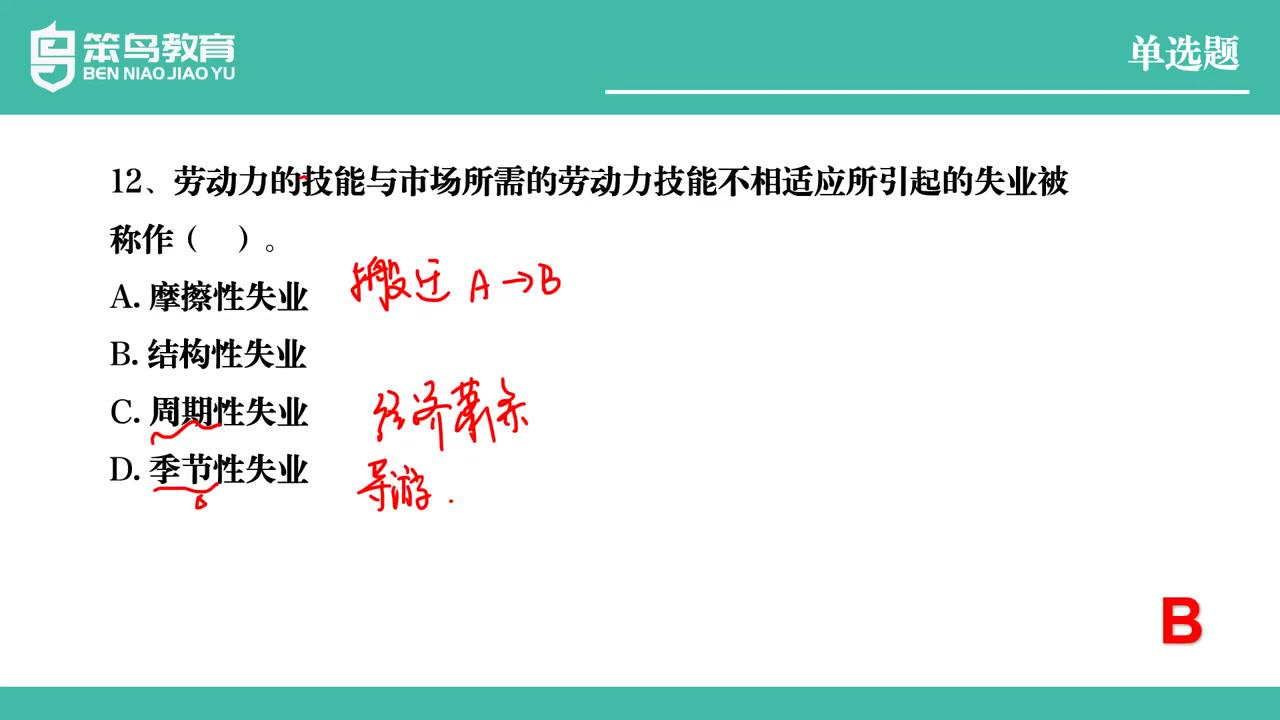 笨鸟教育
BEN NIAO JIAO YU
单选题
12、劳动力的技能与市场所需的劳动力技能不相适应所引起的失业被
称作（ ）。
A. 摩擦性失业 搬迁 A→B
B. 结构性失业
C. 周期性失业 经济萧条
D. 季节性失业 导游.
B